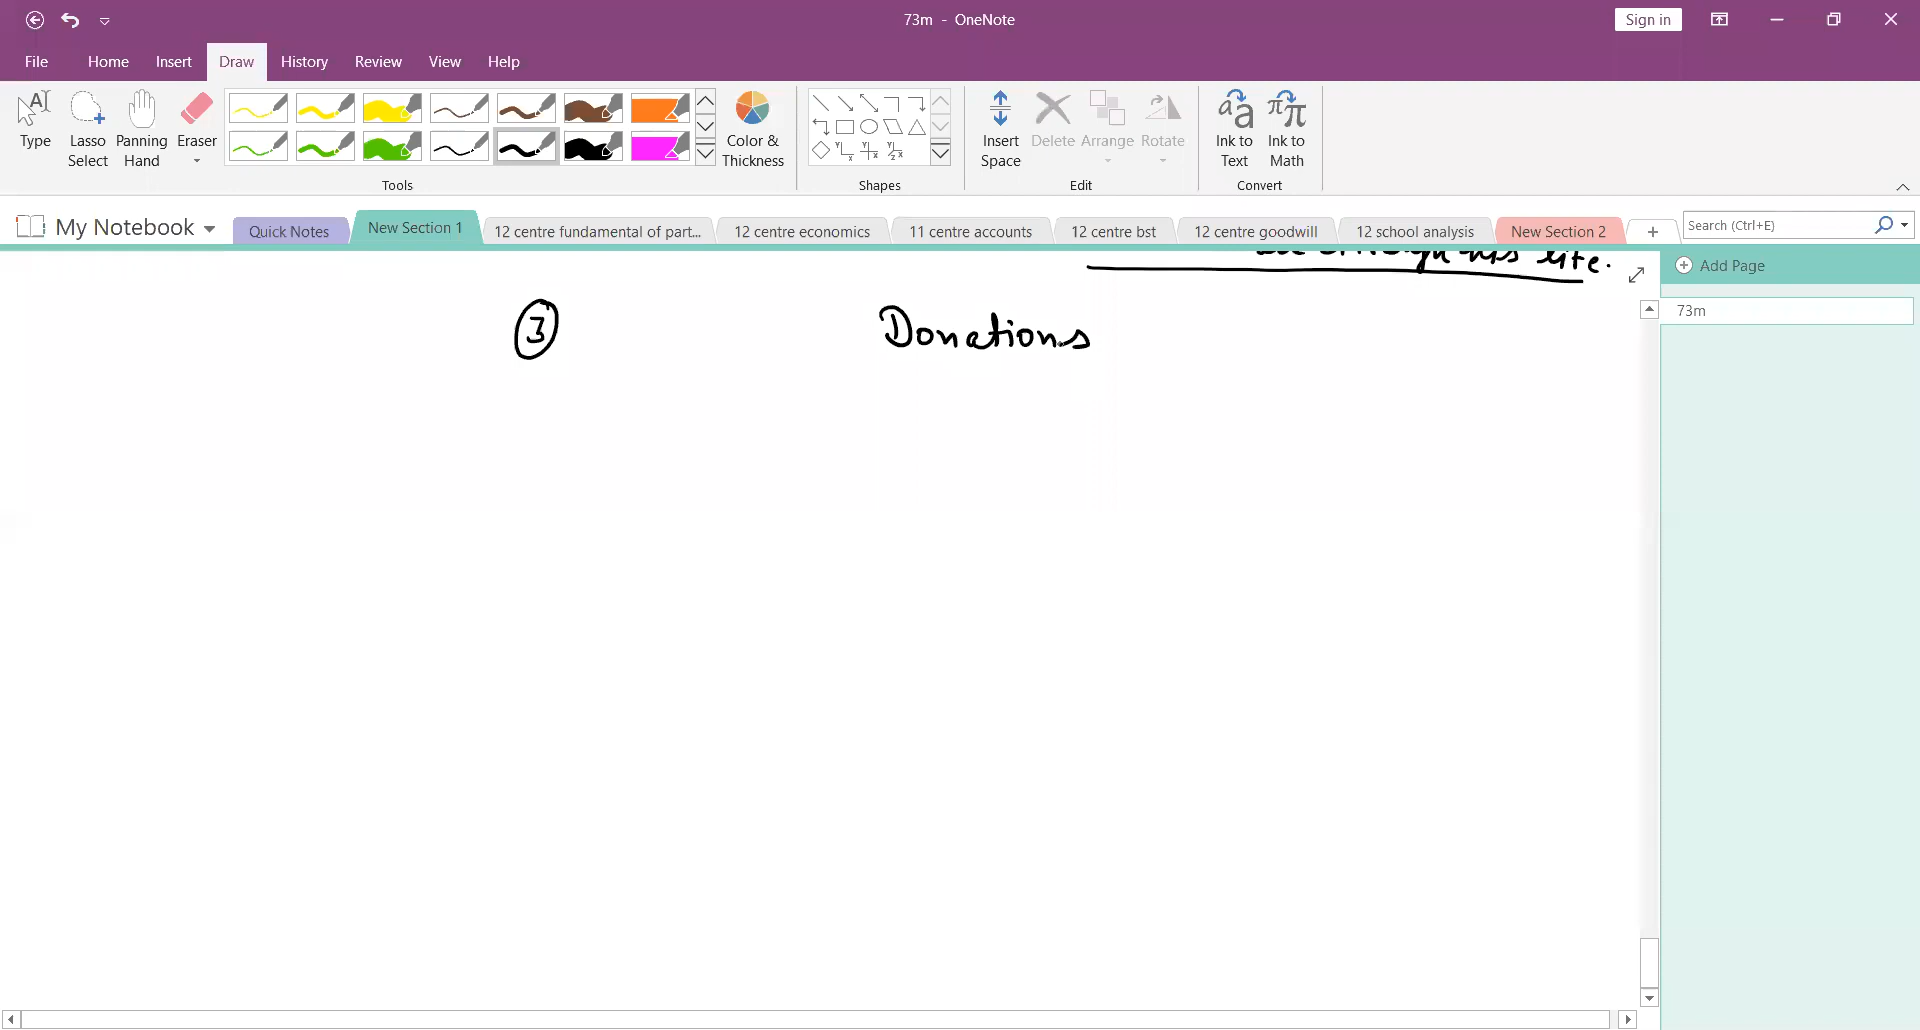 73m - OneNote
Sign in
File Home Insert Draw History Review View Help
Type
Lasso Select
Panning Hand
Eraser
Color & Thickness
Insert Space
Delete
Arrange
Rotate
Ink to Text
Ink to Math
Tools Shapes Edit Convert
My Notebook Quick Notes New Section 1 12 centre fundamental of part... 12 centre economics 11 centre accounts 12 centre bst 12 centre goodwill 12 school analysis New Section 2 Search (Ctrl+E)
life.
Add Page
73m
3 Donations